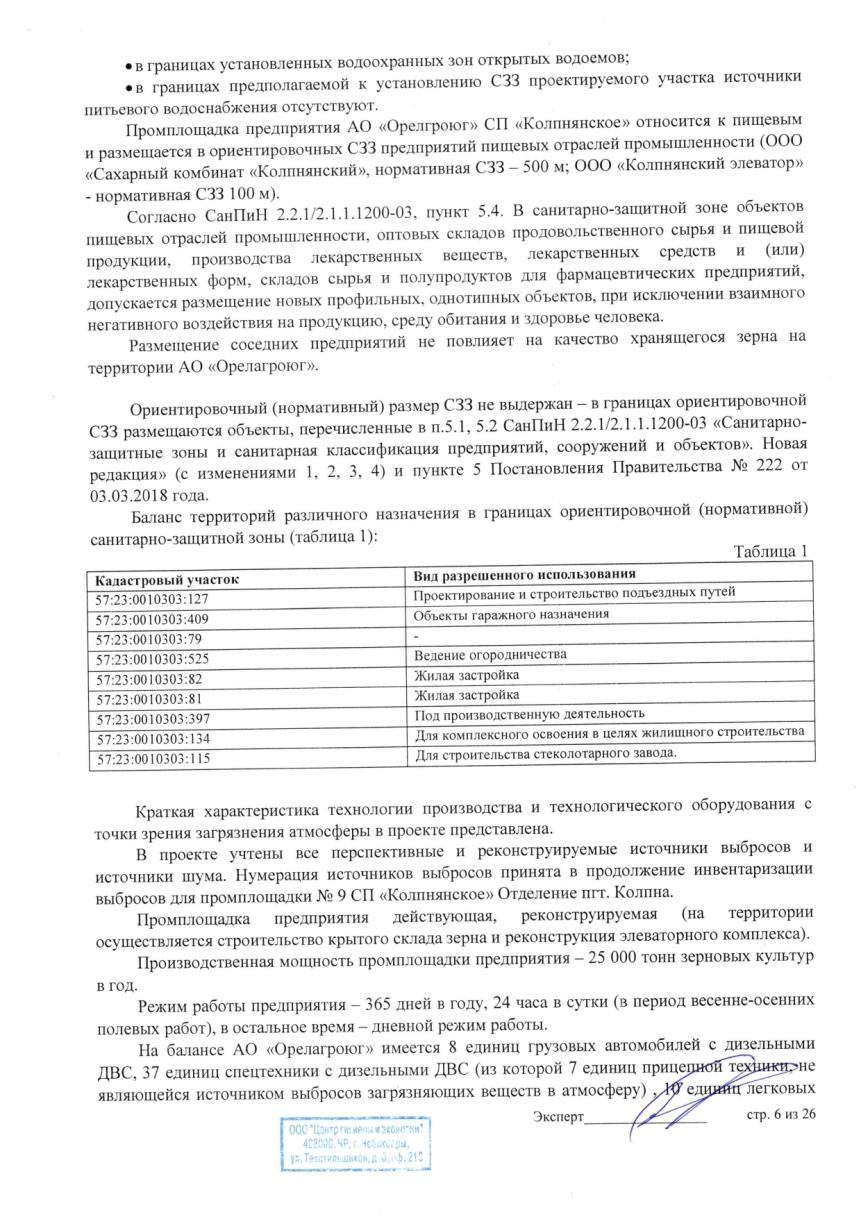 •в границах установленных водоохранных зон открытых водоемов;
•в границах предполагаемой к установлению СЗЗ проектируемого участка источники
питьевого водоснабжения отсутствуют.
Промплощадка предприятия АО «Орелгроюг» СП «Колпнянское» относится к пищевым
и размещается в ориентировочных СЗЗ предприятий пищевых отраслей промышленности (ООО
«Сахарный комбинат «Колпнянский», нормативная СЗЗ – 500 м; ООО «Колпнянский элеватор»
- нормативная СЗЗ 100 м).
Согласно СанПиН 2.2.1/2.1.1.1200-03, пункт 5.4. В санитарно-защитной зоне объектов
пищевых отраслей промышленности, оптовых складов продовольственного сырья и пищевой
продукции, производства лекарственных веществ, лекарственных средств и (или)
лекарственных форм, складов сырья и полупродуктов для фармацевтических предприятий,
допускается размещение новых профильных, однотипных объектов, при исключении взаимного
негативного воздействия на продукцию, среду обитания и здоровье человека.
Размещение соседних предприятий не повлияет на качество хранящегося зерна на
территории АО «Орелагроюг».
Ориентировочный (нормативный) размер СЗЗ не выдержан – в границах ориентировочной
СЗЗ размещаются объекты, перечисленные в п.5.1, 5.2 СанПиН 2.2.1/2.1.1.1200-03 «Санитарно-
защитные зоны и санитарная классификация предприятий, сооружений и объектов». Новая
редакция» (с изменениями 1, 2, 3, 4) и пункте 5 Постановления Правительства № 222 от
03.03.2018 года.
Баланс территорий различного назначения в границах ориентировочной (нормативной)
санитарно-защитной зоны (таблица 1):
Таблица 1
Кадастровый участок Вид разрешенного использования
57:23:0010303:127 Проектирование и строительство подъездных путей
57:23:0010303:409 Объекты гаражного назначения
57:23:0010303:79 -
57:23:0010303:525 Ведение огородничества
57:23:0010303:82 Жилая застройка
57:23:0010303:81 Жилая застройка
57:23:0010303:397 Под производственную деятельность
57:23:0010303:134 Для комплексного освоения в целях жилищного строительства
57:23:0010303:115 Для строительства стеколотарного завода.
Краткая характеристика технологии производства и технологического оборудования с
точки зрения загрязнения атмосферы в проекте представлена.
В проекте учтены все перспективные и реконструируемые источники выбросов и
источники шума. Нумерация источников выбросов принята в продолжение инвентаризации
выбросов для промплощадки № 9 СП «Колпнянское» Отделение пгт. Колпна.
Промплощадка предприятия действующая, реконструируемая (на территории
осуществляется строительство крытого склада зерна и реконструкция элеваторного комплекса).
Производственная мощность промплощадки предприятия – 25 000 тонн зерновых культур
в год.
Режим работы предприятия – 365 дней в году, 24 часа в сутки (в период весенне-осенних
полевых работ), в остальное время – дневной режим работы.
На балансе АО «Орелагроюг» имеется 8 единиц грузовых автомобилей с дизельными
ДВС, 37 единиц спецтехники с дизельными ДВС (из которой 7 единиц прицепной техники, не
являющейся источником выбросов загрязняющих веществ в атмосферу) , 10 единиц легковых
Эксперт стр. 6 из 26
ООО "Центр гигиены и экологии"
428000, ЧР, г. Чебоксары,
ул. Текстильщиков, д. 8, оф. 210